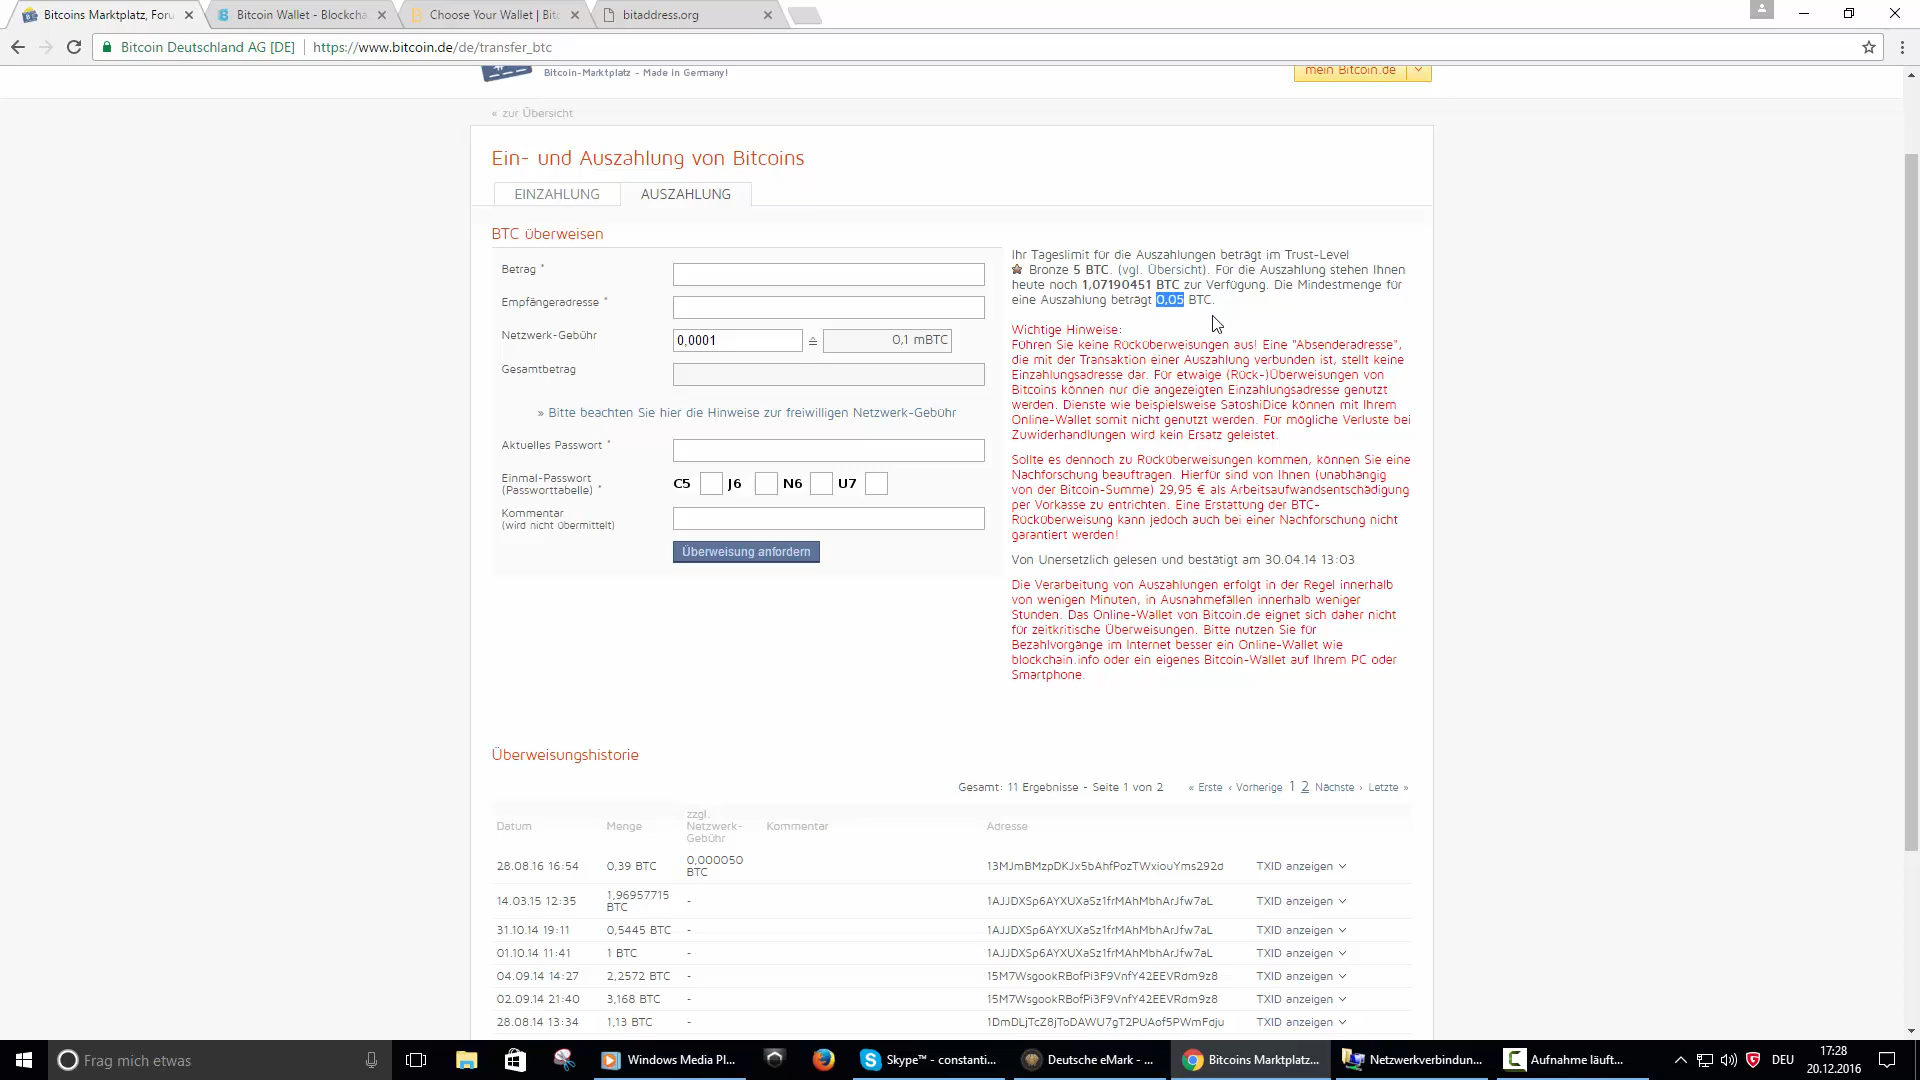 Bitcoins Marktplatz, Foru
Bitcoin Wallet - Blockcha
Choose Your Wallet | Bit
bitaddress.org
Bitcoin Deutschland AG [DE] | https://www.bitcoin.de/de/transfer_btc
Bitcoin-Marktplatz - Made in Germany!
mein Bitcoin.de
« zur Übersicht
Ein- und Auszahlung von Bitcoins
EINZAHLUNG AUSZAHLUNG
BTC überweisen
Betrag *
Empfängeradresse *
Netzwerk-Gebühr 0,0001 ≙ 0,1 mBTC
Gesamtbetrag
» Bitte beachten Sie hier die Hinweise zur freiwilligen Netzwerk-Gebühr
Aktuelles Passwort *
Einmal-Passwort
(Passworttabelle) *
C5 J6 N6 U7
Kommentar
(wird nicht übermittelt)
Überweisung anfordern
Ihr Tageslimit für die Auszahlungen beträgt im Trust-Level
Bronze 5 BTC. (vgl. Übersicht). Für die Auszahlung stehen Ihnen
heute noch 1,07190451 BTC zur Verfügung. Die Mindestmenge für
eine Auszahlung beträgt 0,05 BTC.
Wichtige Hinweise:
Führen Sie keine Rücküberweisungen aus! Eine "Absenderadresse",
die mit der Transaktion einer Auszahlung verbunden ist, stellt keine
Einzahlungsadresse dar. Für etwaige (Rück-)Überweisungen von
Bitcoins können nur die angezeigten Einzahlungsadresse genutzt
werden. Dienste wie beispielsweise SatoshiDice können mit Ihrem
Online-Wallet somit nicht genutzt werden. Für mögliche Verluste bei
Zuwiderhandlungen wird kein Ersatz geleistet.
Sollte es dennoch zu Rücküberweisungen kommen, können Sie eine
Nachforschung beauftragen. Hierfür sind von Ihnen (unabhängig
von der Bitcoin-Summe) 29,95 € als Arbeitsaufwandsentschädigung
per Vorkasse zu entrichten. Eine Erstattung der BTC-
Rücküberweisung kann jedoch auch bei einer Nachforschung nicht
garantiert werden!
Von Unersetzlich gelesen und bestätigt am 30.04.14 13:03
Die Verarbeitung von Auszahlungen erfolgt in der Regel innerhalb
von wenigen Minuten, in Ausnahmefällen innerhalb weniger
Stunden. Das Online-Wallet von Bitcoin.de eignet sich daher nicht
für zeitkritische Überweisungen. Bitte nutzen Sie für
Bezahlvorgänge im Internet besser ein Online-Wallet wie
blockchain.info oder ein eigenes Bitcoin-Wallet auf Ihrem PC oder
Smartphone.
Überweisungshistorie
Gesamt: 11 Ergebnisse - Seite 1 von 2 « Erste ‹ Vorherige 1 2 Nächste › Letzte »
Datum Menge zzgl. Netzwerk-Gebühr Kommentar Adresse
28.08.16 16:54 0,39 BTC 0,000050 BTC 13MJmBMzpDKJx5bAhfPozTWxiouYms292d TXID anzeigen
14.03.15 12:35 1,96957715 BTC - 1AJJDXSp6AYXUXaSz1frMAhMbhArJfw7aL TXID anzeigen
31.10.14 19:11 0,5445 BTC - 1AJJDXSp6AYXUXaSz1frMAhMbhArJfw7aL TXID anzeigen
01.10.14 11:41 1 BTC - 1AJJDXSp6AYXUXaSz1frMAhMbhArJfw7aL TXID anzeigen
04.09.14 14:27 2,2572 BTC - 15M7WsgookRBofPi3F9VnfY42EEVRdm9z8 TXID anzeigen
02.09.14 21:40 3,168 BTC - 15M7WsgookRBofPi3F9VnfY42EEVRdm9z8 TXID anzeigen
28.08.14 13:34 1,13 BTC - 1DmDLjTcZ8jToDAWU7gT2PUAof5PWmFdju TXID anzeigen
Frag mich etwas
Windows Media Pl...
Skype™ - constanti...
Deutsche eMark - ...
Bitcoins Marktplatz...
Netzwerkverbindun...
Aufnahme läuft...
DEU
17:28
20.12.2016